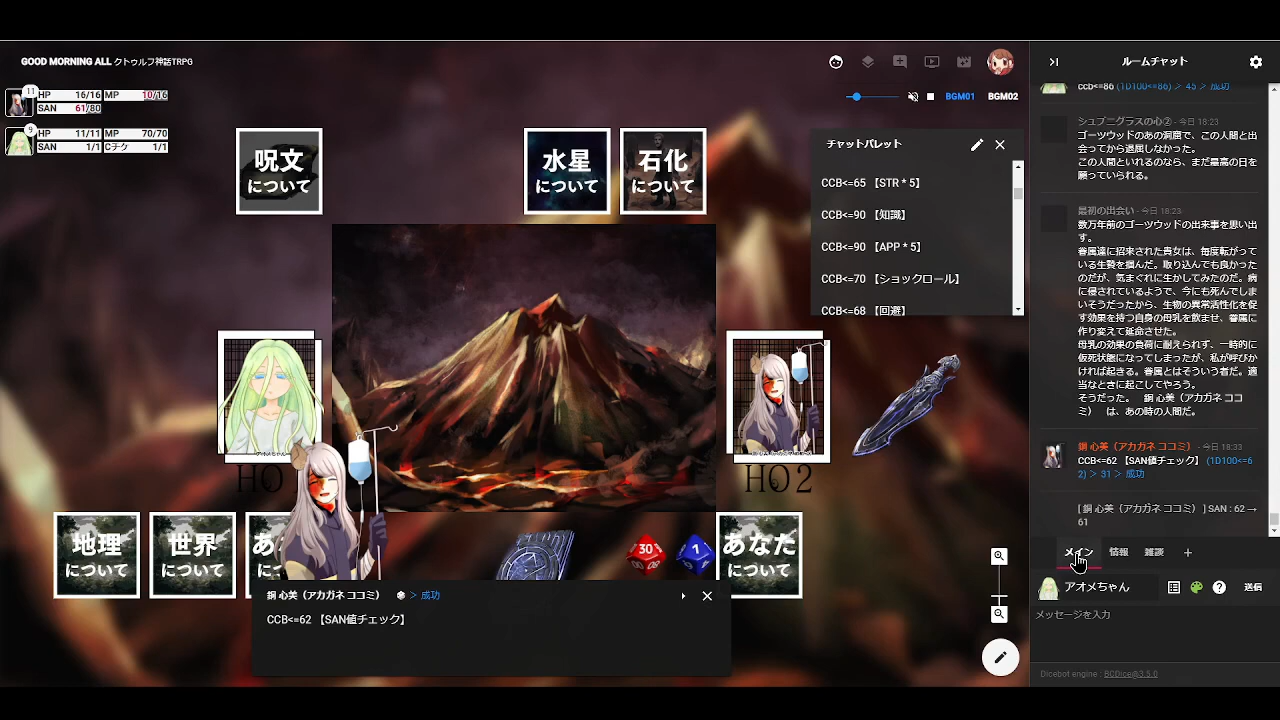 GOOD MORNING ALL クトゥルフ神話TRPG
11
HP 16/16 MP 10/16
SAN 61/80
9
HP 11/11 MP 70/70
SAN 1/1 Cチケ 1/1
BGM01 BGM02
呪文
について
水星
について
石化
について
チャットパレット
CCB<=65 【STR * 5】
CCB<=90 【知識】
CCB<=90 【APP * 5】
CCB<=70 【ショックロール】
CCB<=68 【回避】
HO
HO 2
地理
について
世界
について
あ
に
30
1
あなた
について
銅 心美（アカガネ ココミ） > 成功
CCB<=62 【SAN値チェック】
ルームチャット
ccb<=86 (1D100<=86) > 45 > 成功
シュブニグラスの心② - 今日 18:23
ゴーツウッドのあの洞窟で、この人間と出
会ってから退屈しなかった。
この人間といれるのなら、まだ最高の日を
願っていられる。
最初の出会い - 今日 18:23
数万年前のゴーツウッドの出来事を思い出
す。
眷属達に招来された貴女は、毎度転がって
いる生贄を掴んだ。取り込んでも良かった
のだが、気まぐれに生かしてみたのだ。病
に侵されているようで、今にも死んでしま
いそうだったから、生物の異常活性化を促
す効果を持つ自身の母乳を飲ませ、眷属に
作り変えて延命させた。
母乳の効果の負荷に耐えられず、一時的に
仮死状態になってしまったが、私が呼びか
ければ起きる。眷属とはそういう者だ。適
当なときに起こしてやろう。
そうだった。 銅 心美（アカガネ ココ
ミ） は、あの時の人間だ。
銅 心美（アカガネ ココミ） - 今日 18:33
CCB<=62 【SAN値チェック】 (1D100<=6
2) > 31 > 成功
[ 銅 心美（アカガネ ココミ） ] SAN : 62 →
61
メイン 情報 雑談
アオメちゃん
送信
メッセージを入力
Dicebot engine : BCDice@3.5.0